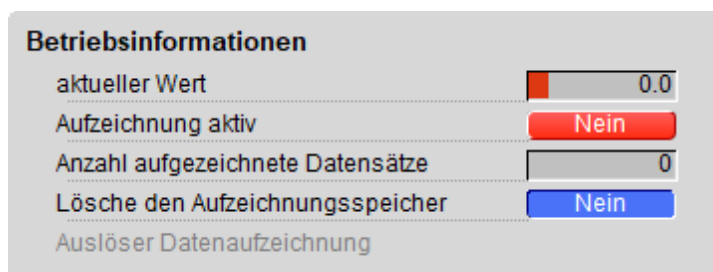 Betriebsinformationen
aktueller Wert 0.0
Aufzeichnung aktiv Nein
Anzahl aufgezeichnete Datensätze 0
Lösche den Aufzeichnungsspeicher Nein
Auslöser Datenaufzeichnung